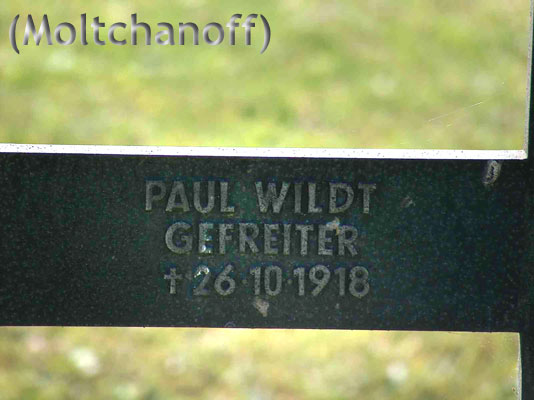 (Moltchanoff)
PAUL WILDT
GEFREITER
† 26·10·1918